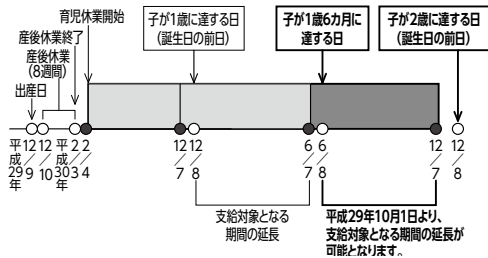 育児休業開始
産後休業終了
産後休業
(8週間)
出産日
子が1歳に達する日
(誕生日の前日)
子が1歳6カ月に
達する日
子が2歳に達する日
(誕生日の前日)
平成29年
12/9
12/10
平成30年
2/3
2/4
12/7
12/8
6/7
6/8
12/7
12/8
支給対象となる
期間の延長
平成29年10月1日より、
支給対象となる期間の延長が
可能となります。